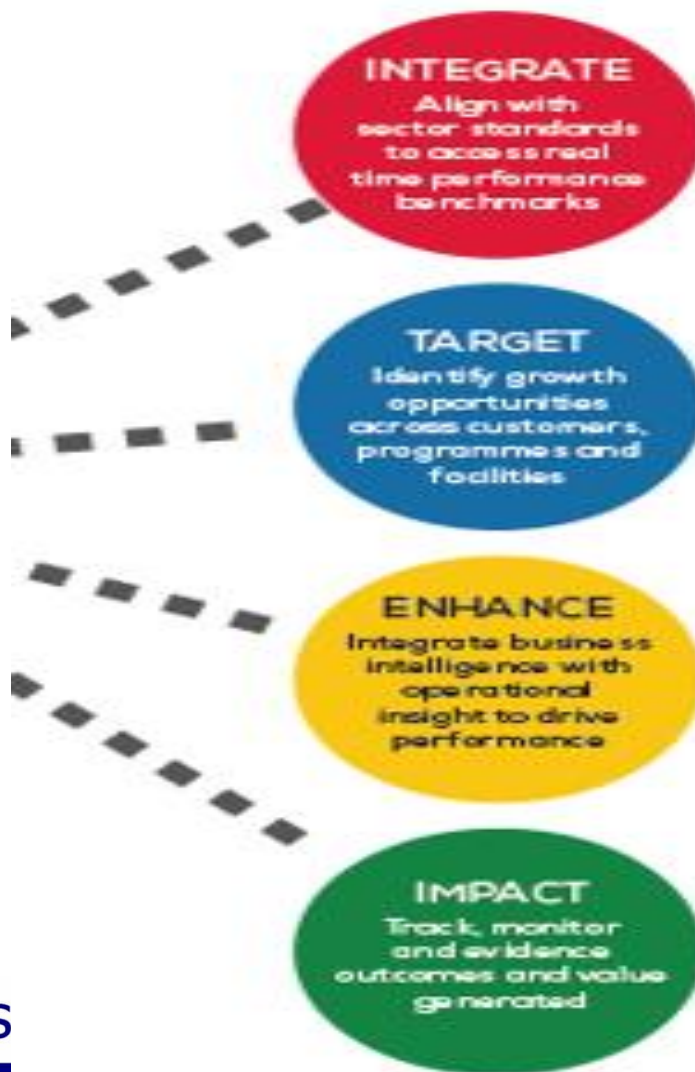 INTEGRATE
Align with
sector standards
to access real
time performance
benchmarks
TARGET
Identify growth
opportunities
across customers,
programmes and
facilities
ENHANCE
Integrate business
intelligence with
operational
insight to drive
performance
IMPACT
Track, monitor
and evidence
outcomes and value
generated
s